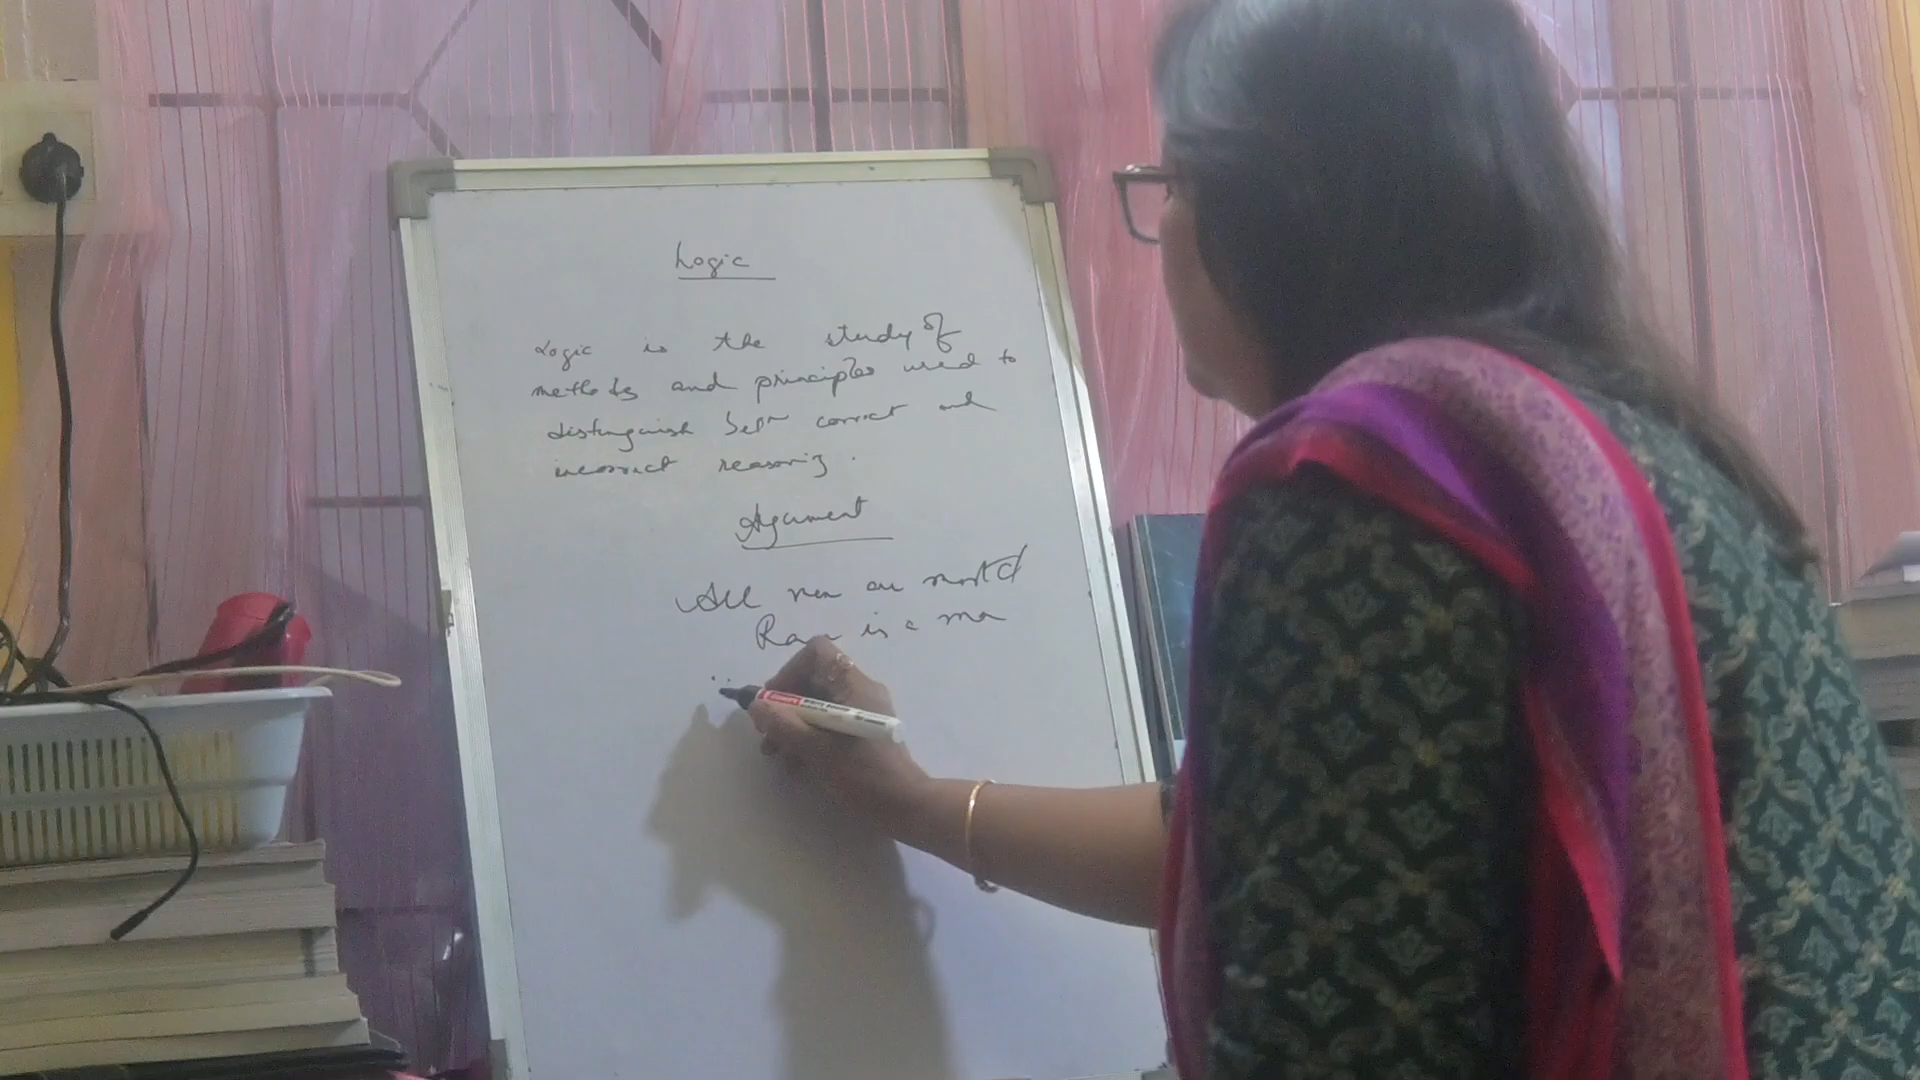 Logic
Logic is the study of
methods and principles used to
distinguish betn correct and
incorrect reasoning.
Argument
All men are mortal
Ram is a man